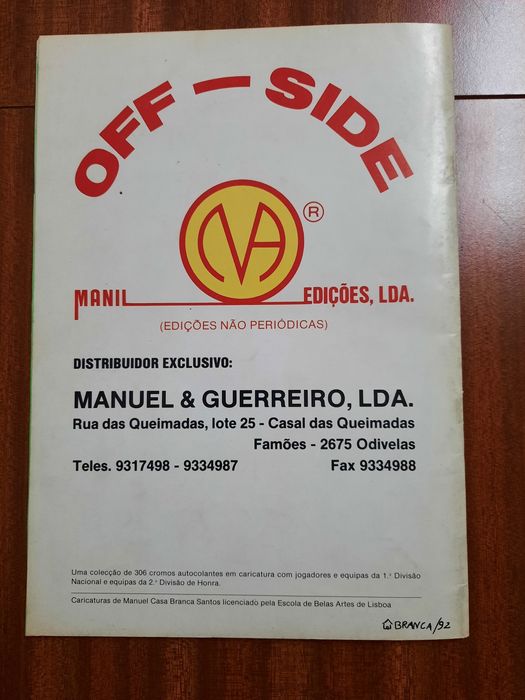 OFF - SIDE
MVA ®
MANIL EDIÇÕES, LDA.
(EDIÇÕES NÃO PERIÓDICAS)
DISTRIBUIDOR EXCLUSIVO:
MANUEL & GUERREIRO, LDA.
Rua das Queimadas, lote 25 - Casal das Queimadas
Famões - 2675 Odivelas
Teles. 9317498 - 9334987 Fax 9334988
Uma colecção de 306 cromos autocolantes em caricatura com jogadores e equipas da 1.ª Divisão
Nacional e equipas da 2.ª Divisão de Honra.
Caricaturas de Manuel Casa Branca Santos licenciado pela Escola de Belas Artes de Lisboa
BRANCA/92